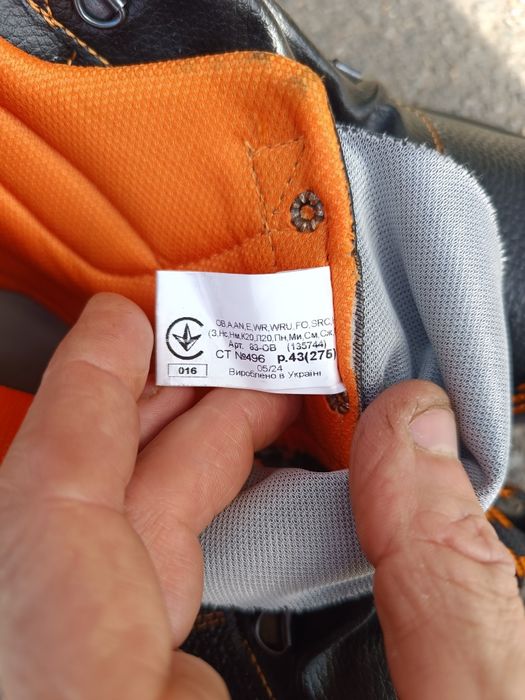 OB,A,AN,E,WR,WRU,FO,SRC,
(З,Нс,Нм,К20,П20,Пн,Ми,См,Сж,
Арт. 83-ОВ (135744)
СТ №496 р.43(275)
016
05/24
Вироблено в Україні